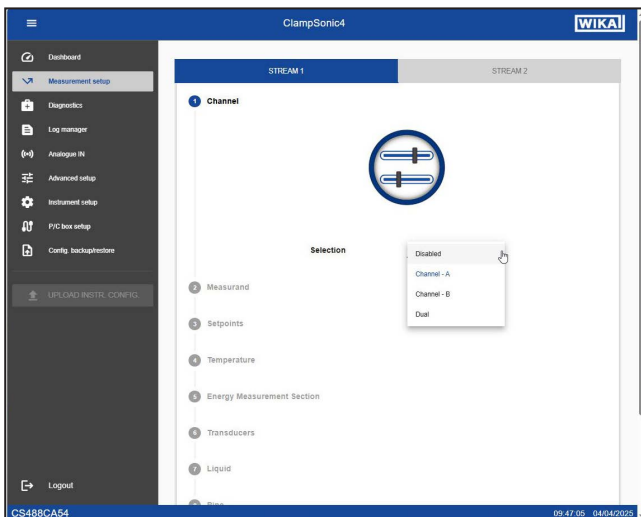 ClampSonic4
WIKA
Dashboard
Measurement setup
Diagnostics
Log manager
Analogue IN
Advanced setup
Instrument setup
P/C box setup
Config. backup/restore
UPLOAD INSTR. CONFIG.
Logout
STREAM 1
STREAM 2
1 Channel
Selection
Disabled
Channel - A
Channel - B
Dual
2 Measurand
3 Setpoints
4 Temperature
5 Energy Measurement Section
6 Transducers
7 Liquid
CS488CA54
09:47:05 04/04/2025